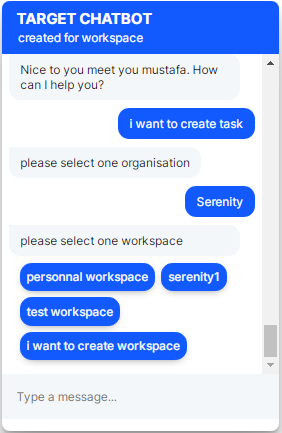 TARGET CHATBOT
created for workspace
Nice to you meet you mustafa. How
can I help you?
i want to create task
please select one organisation
Serenity
please select one workspace
personnal workspace
serenity1
test workspace
i want to create workspace
Type a message...